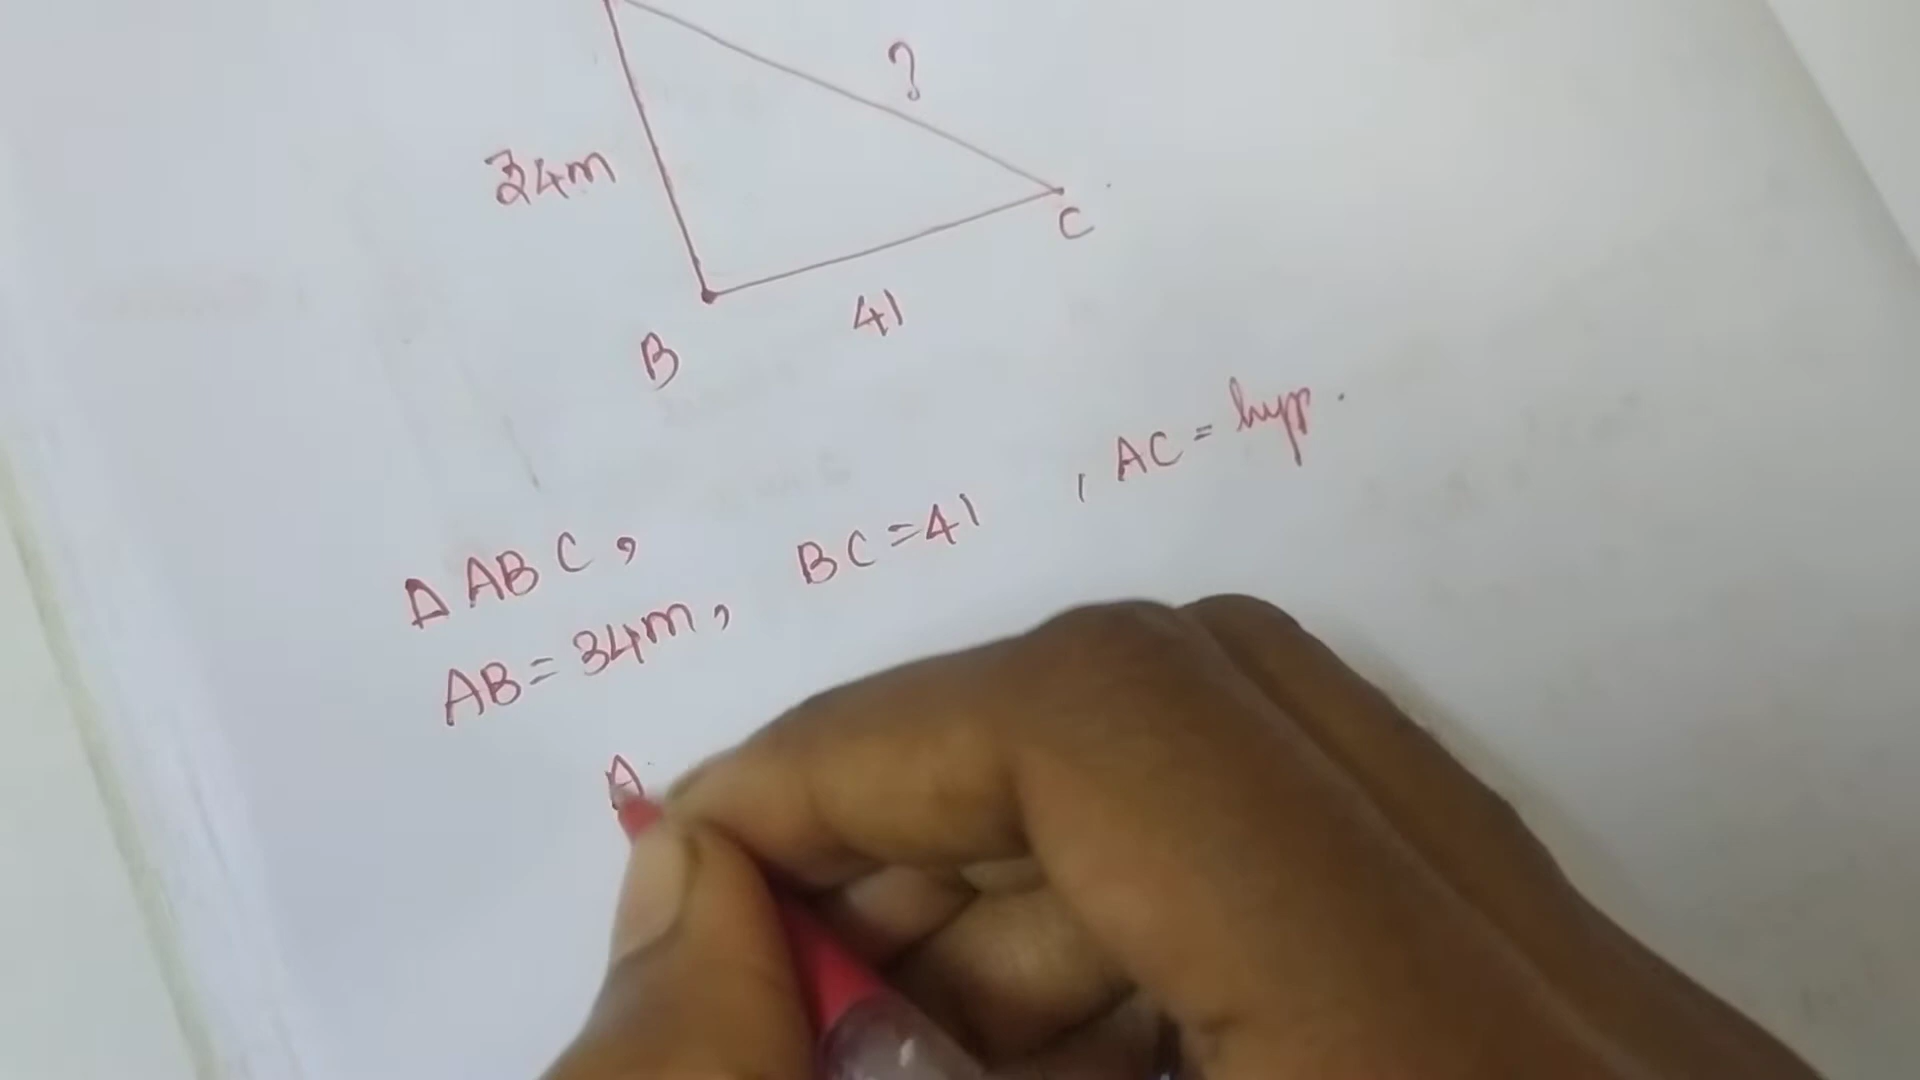 ?
34m
C
41
B
, AC = hyp.
Δ ABC,
AB = 34m, BC = 41
A